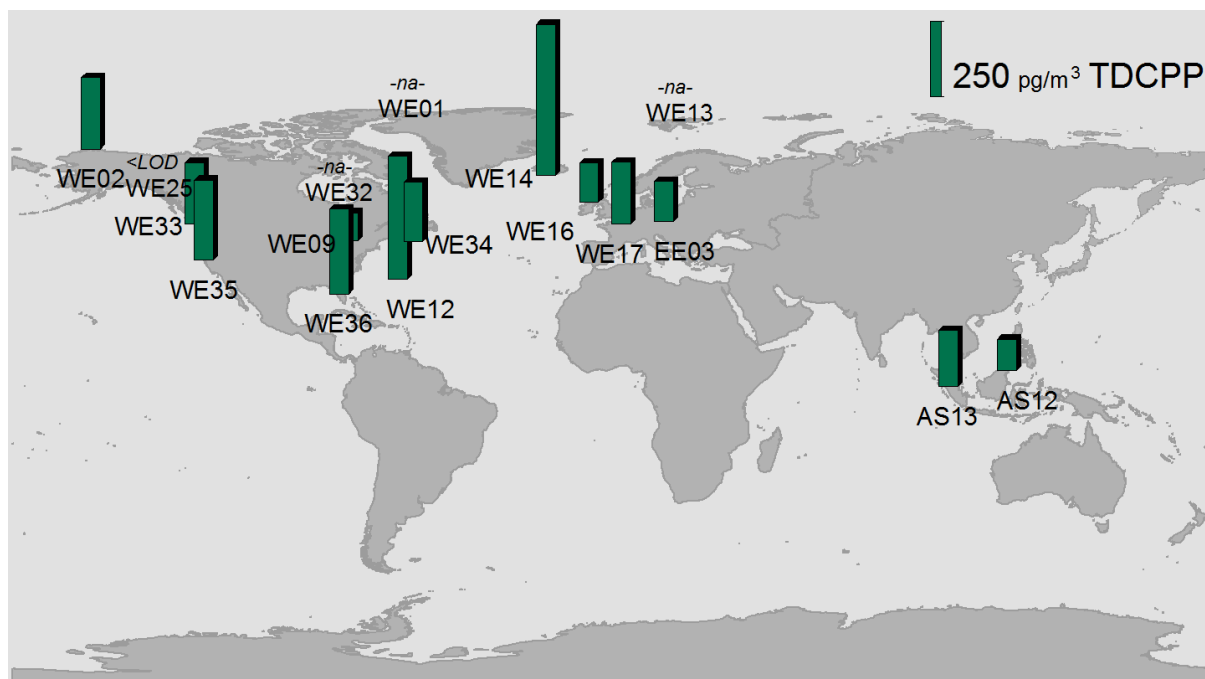 250 pg/m³ TDCPP
-na-
WE01
-na-
WE13
<LOD
WE02
WE25
-na-
WE32
WE14
WE33
WE09
WE34
WE16
WE17
EE03
WE35
WE36
WE12
AS13
AS12